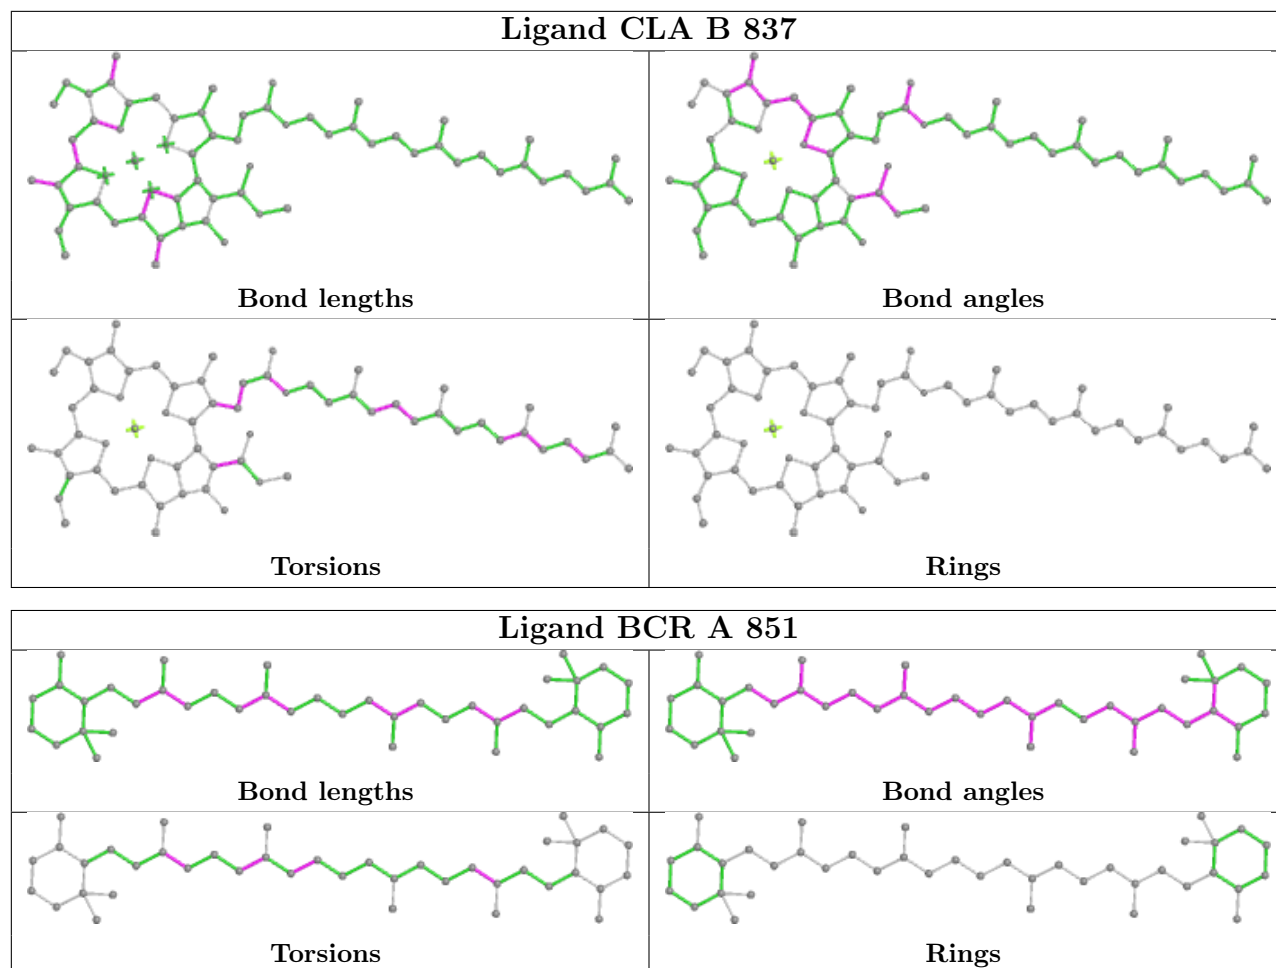 Ligand CLA B 837
Bond lengths
Bond angles
Torsions
Rings
Ligand BCR A 851
Bond lengths
Bond angles
Torsions
Rings